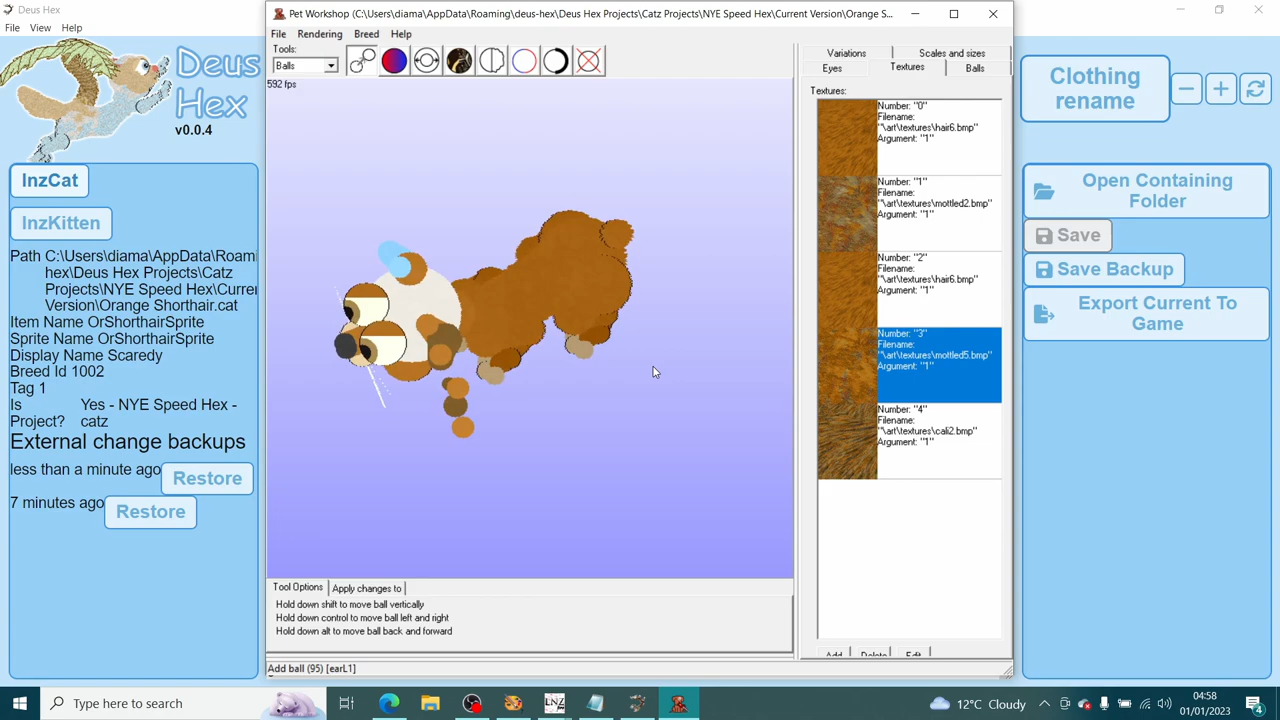 Deus Hex
File View Help
Deus
Hex
v0.0.4
lnzCat
lnzKitten
Path C:\Users\diama\AppData\Roami
hex\Deus Hex Projects\Catz
Projects\NYE Speed Hex\Curre
Version\Orange Shorthair.cat
Item Name OrShorthairSprite
Sprite Name OrShorthairSprite
Display Name Scaredy
Breed Id 1002
Tag 1
Is Project? Yes - NYE Speed Hex - catz
External change backups
less than a minute ago Restore
7 minutes ago Restore
Pet Workshop (C:\Users\diama\AppData\Roaming\deus-hex\Deus Hex Projects\Catz Projects\NYE Speed Hex\Current Version\Orange S...
File Rendering Breed Help
Tools:
Balls
592 fps
Variations Scales and sizes
Eyes Textures Balls
Textures:
Number: "0"
Filename:
"\art\textures\hair6.bmp"
Argument: "1"
Number: "1"
Filename:
"\art\textures\mottled2.bmp"
Argument: "1"
Number: "2"
Filename:
"\art\textures\hair6.bmp"
Argument: "1"
Number: "3"
Filename:
"\art\textures\mottled5.bmp"
Argument: "1"
Number: "4"
Filename:
"\art\textures\cali2.bmp"
Argument: "1"
Add Delete Edit
Tool Options Apply changes to
Hold down shift to move ball vertically
Hold down control to move ball left and right
Hold down alt to move ball back and forward
Add ball (95) [earL1]
Clothing
rename
Open Containing
Folder
Save
Save Backup
Export Current To
Game
Type here to search
LNZ
12°C Cloudy
04:58
01/01/2023
4